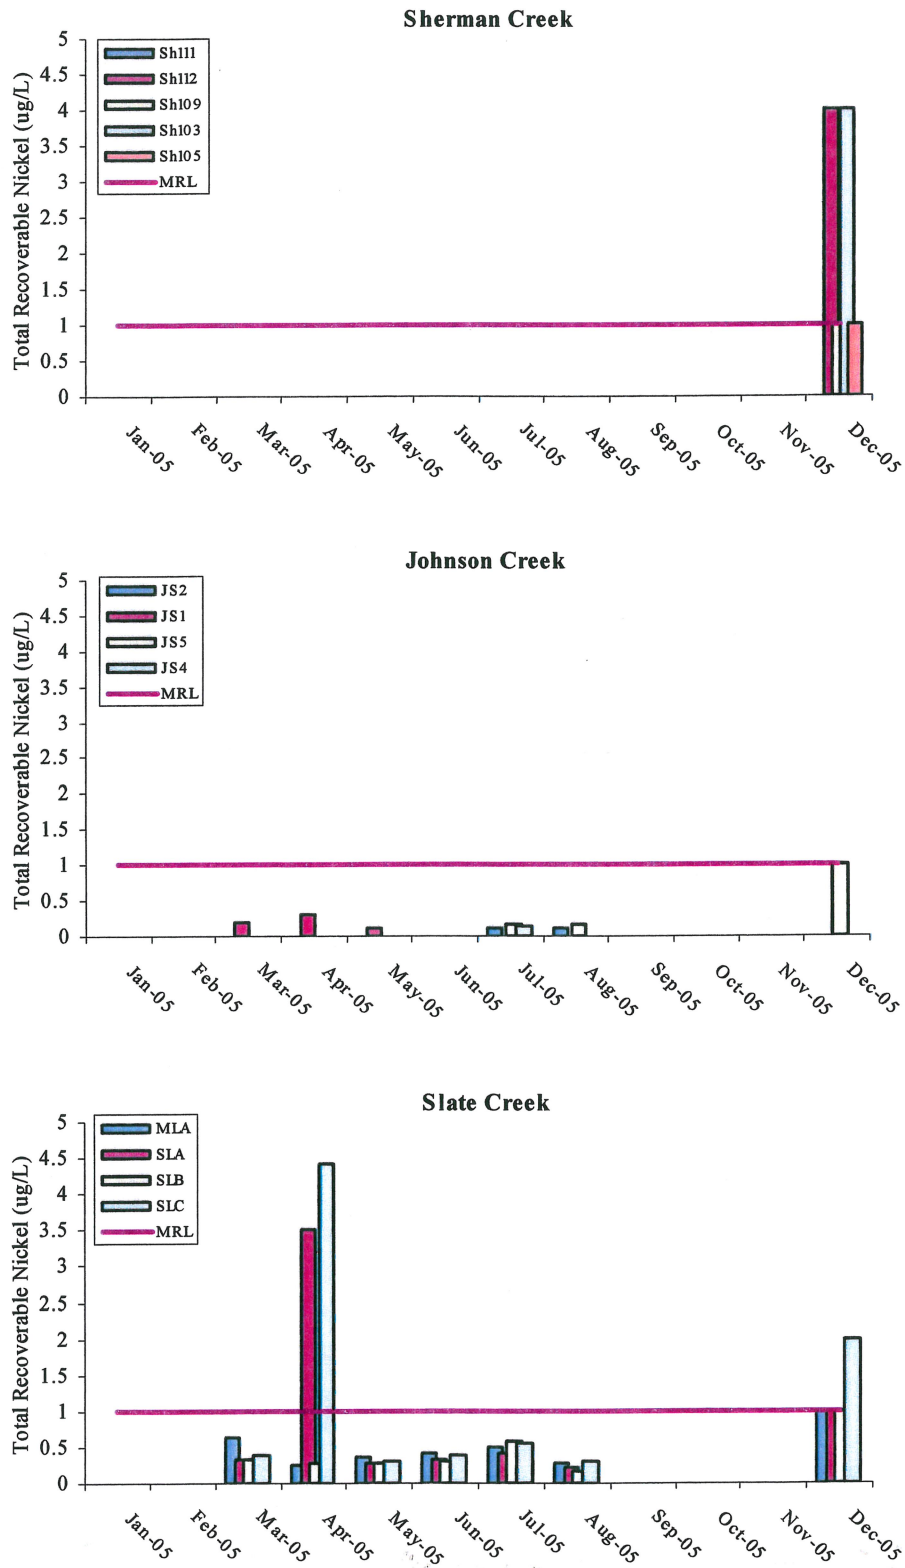 Sherman Creek
Total Recoverable Nickel (ug/L)
5
4.5
4
3.5
3
2.5
2
1.5
1
0.5
0
Sh111
Sh112
Sh109
Sh103
Sh105
MRL
Jan-05
Feb-05
Mar-05
Apr-05
May-05
Jun-05
Jul-05
Aug-05
Sep-05
Oct-05
Nov-05
Dec-05
Johnson Creek
Total Recoverable Nickel (ug/L)
5
4.5
4
3.5
3
2.5
2
1.5
1
0.5
0
JS2
JS1
JS5
JS4
MRL
Jan-05
Feb-05
Mar-05
Apr-05
May-05
Jun-05
Jul-05
Aug-05
Sep-05
Oct-05
Nov-05
Dec-05
Slate Creek
Total Recoverable Nickel (ug/L)
5
4.5
4
3.5
3
2.5
2
1.5
1
0.5
0
MLA
SLA
SLB
SLC
MRL
Jan-05
Feb-05
Mar-05
Apr-05
May-05
Jun-05
Jul-05
Aug-05
Sep-05
Oct-05
Nov-05
Dec-05